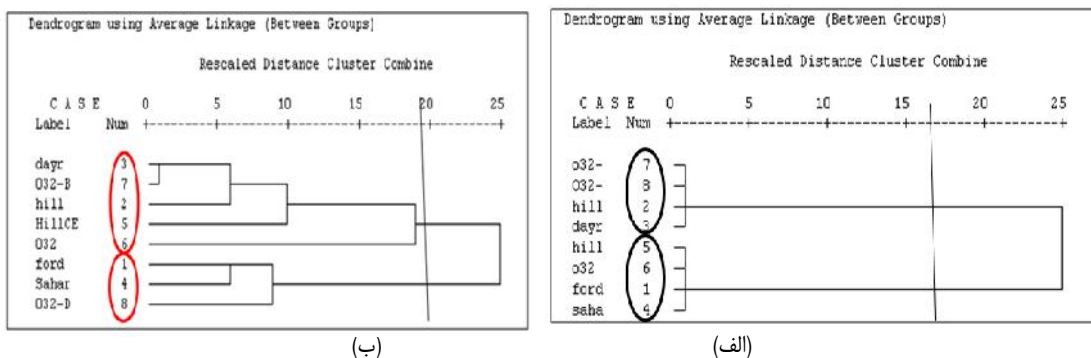 Dendrogram using Average Linkage (Between Groups)
Rescaled Distance Cluster Combine
C A S E 0 5 10 15 20 25
Label Num +---------+---------+---------+---------+---------+
dayr 3
O32-B 7
hill 2
HillCE 5
O32 6
ford 1
Sahar 4
O32-D 8
(ب)
Dendrogram using Average Linkage (Between Groups)
Rescaled Distance Cluster Combine
C A S E 0 5 10 15 20 25
Label Num +---------+---------+---------+---------+---------+
o32- 7
O32- 8
hill 2
dayr 3
hill 5
o32 6
ford 1
saha 4
(الف)